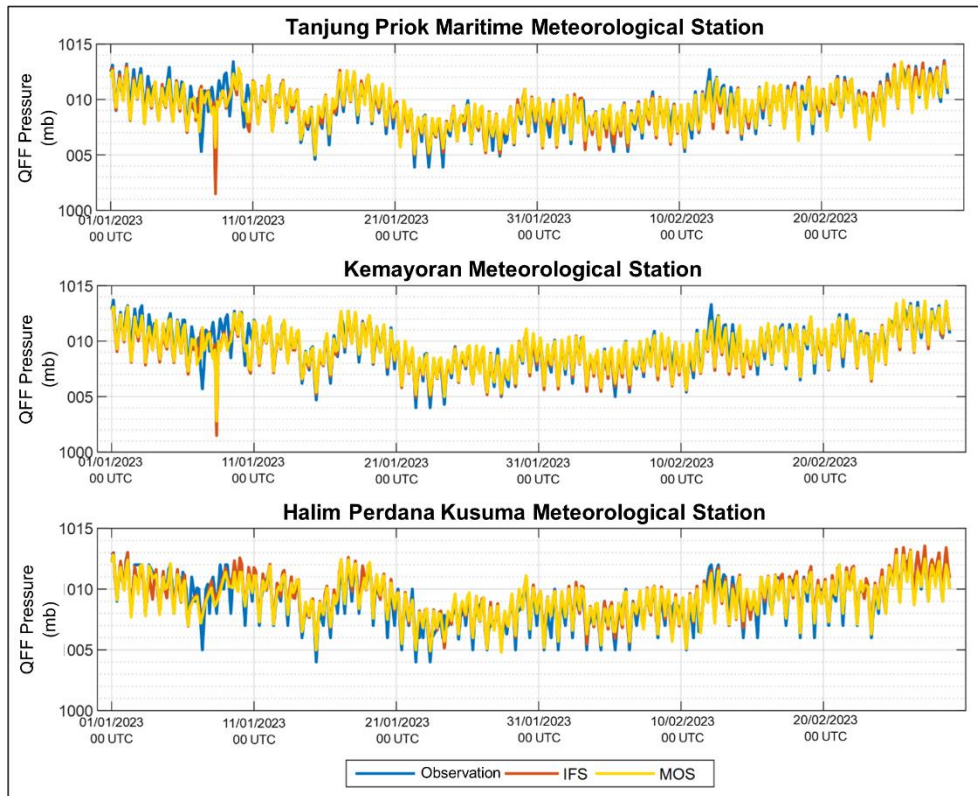 Tanjung Priok Maritime Meteorological Station
1015
010
005
1000
QFF Pressure
(mb)
01/01/2023 11/01/2023 21/01/2023 31/01/2023 10/02/2023 20/02/2023
00 UTC 00 UTC 00 UTC 00 UTC 00 UTC 00 UTC
Kemayoran Meteorological Station
1015
010
005
1000
QFF Pressure
(mb)
01/01/2023 11/01/2023 21/01/2023 31/01/2023 10/02/2023 20/02/2023
00 UTC 00 UTC 00 UTC 00 UTC 00 UTC 00 UTC
Halim Perdana Kusuma Meteorological Station
1015
1010
1005
1000
QFF Pressure
(mb)
01/01/2023 11/01/2023 21/01/2023 31/01/2023 10/02/2023 20/02/2023
00 UTC 00 UTC 00 UTC 00 UTC 00 UTC 00 UTC
Observation IFS MOS